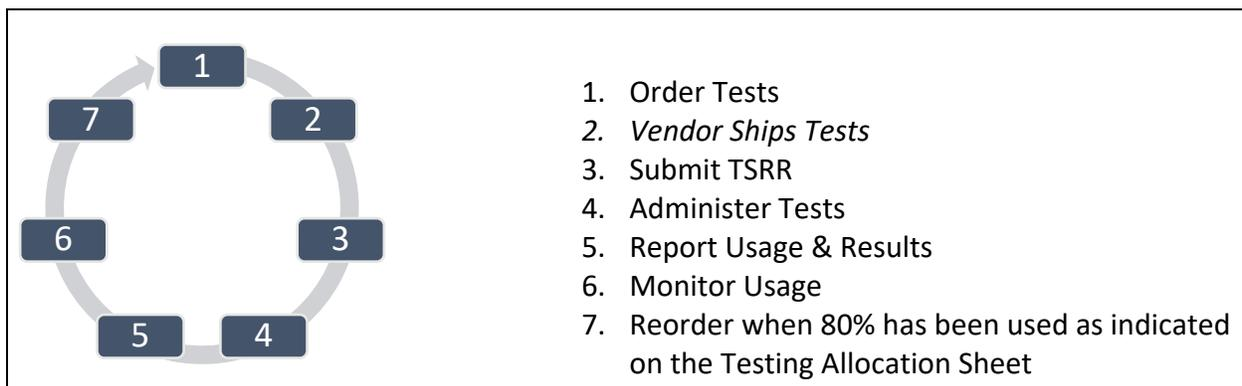 1
2
3
4
5
6
7
1. Order Tests
2. Vendor Ships Tests
3. Submit TSRR
4. Administer Tests
5. Report Usage & Results
6. Monitor Usage
7. Reorder when 80% has been used as indicated
on the Testing Allocation Sheet